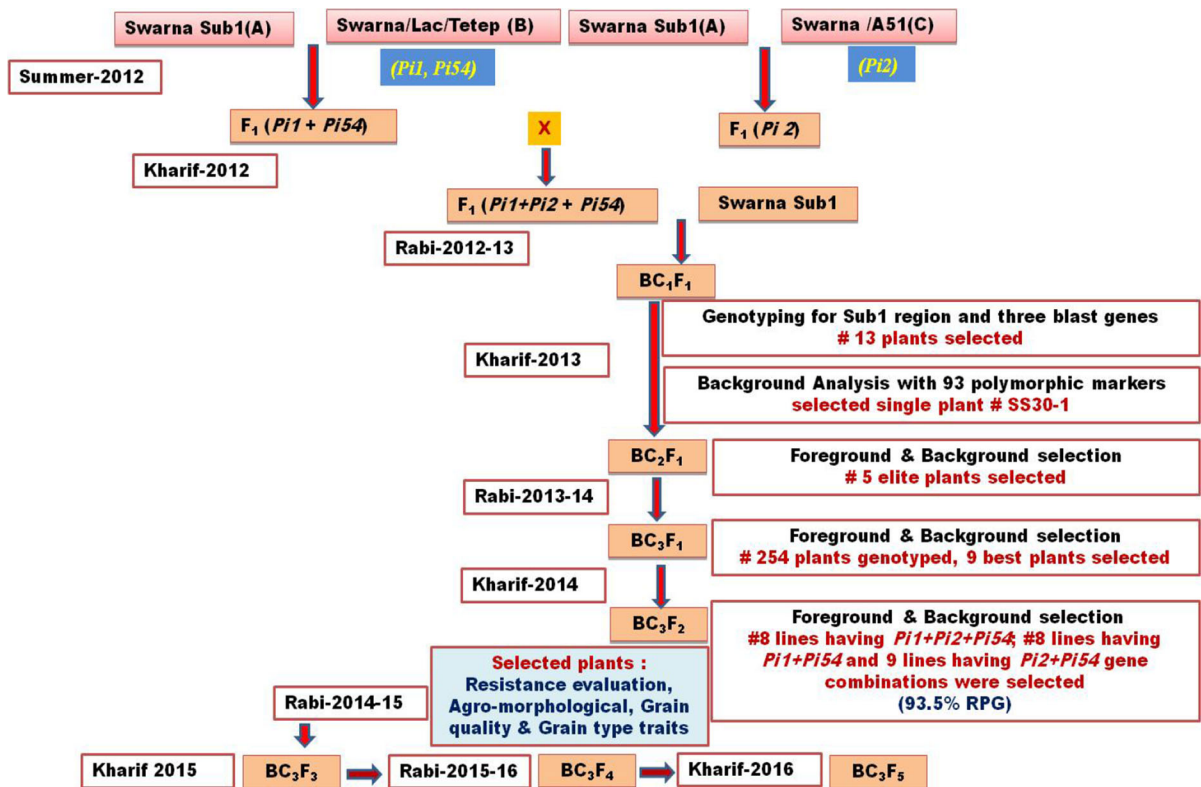 Swarna Sub1(A)
Swarna/Lac/Tetep (B)
Swarna Sub1(A)
Swarna /A51(C)
(Pi1, Pi54)
(Pi2)
Summer-2012
F₁ (Pi1 + Pi54)
X
F₁ (Pi 2)
Kharif-2012
F₁ (Pi1+Pi2 + Pi54)
Swarna Sub1
Rabi-2012-13
BC₁F₁
Genotyping for Sub1 region and three blast genes
# 13 plants selected
Kharif-2013
Background Analysis with 93 polymorphic markers
selected single plant # SS30-1
BC₂F₁
Foreground & Background selection
# 5 elite plants selected
Rabi-2013-14
BC₃F₁
Foreground & Background selection
# 254 plants genotyped, 9 best plants selected
Kharif-2014
BC₃F₂
Foreground & Background selection
#8 lines having Pi1+Pi2+Pi54; #8 lines having
Pi1+Pi54 and 9 lines having Pi2+Pi54 gene
combinations were selected
(93.5% RPG)
Selected plants :
Resistance evaluation,
Agro-morphological, Grain
quality & Grain type traits
Rabi-2014-15
Kharif 2015
BC₃F₃
Rabi-2015-16
BC₃F₄
Kharif-2016
BC₃F₅